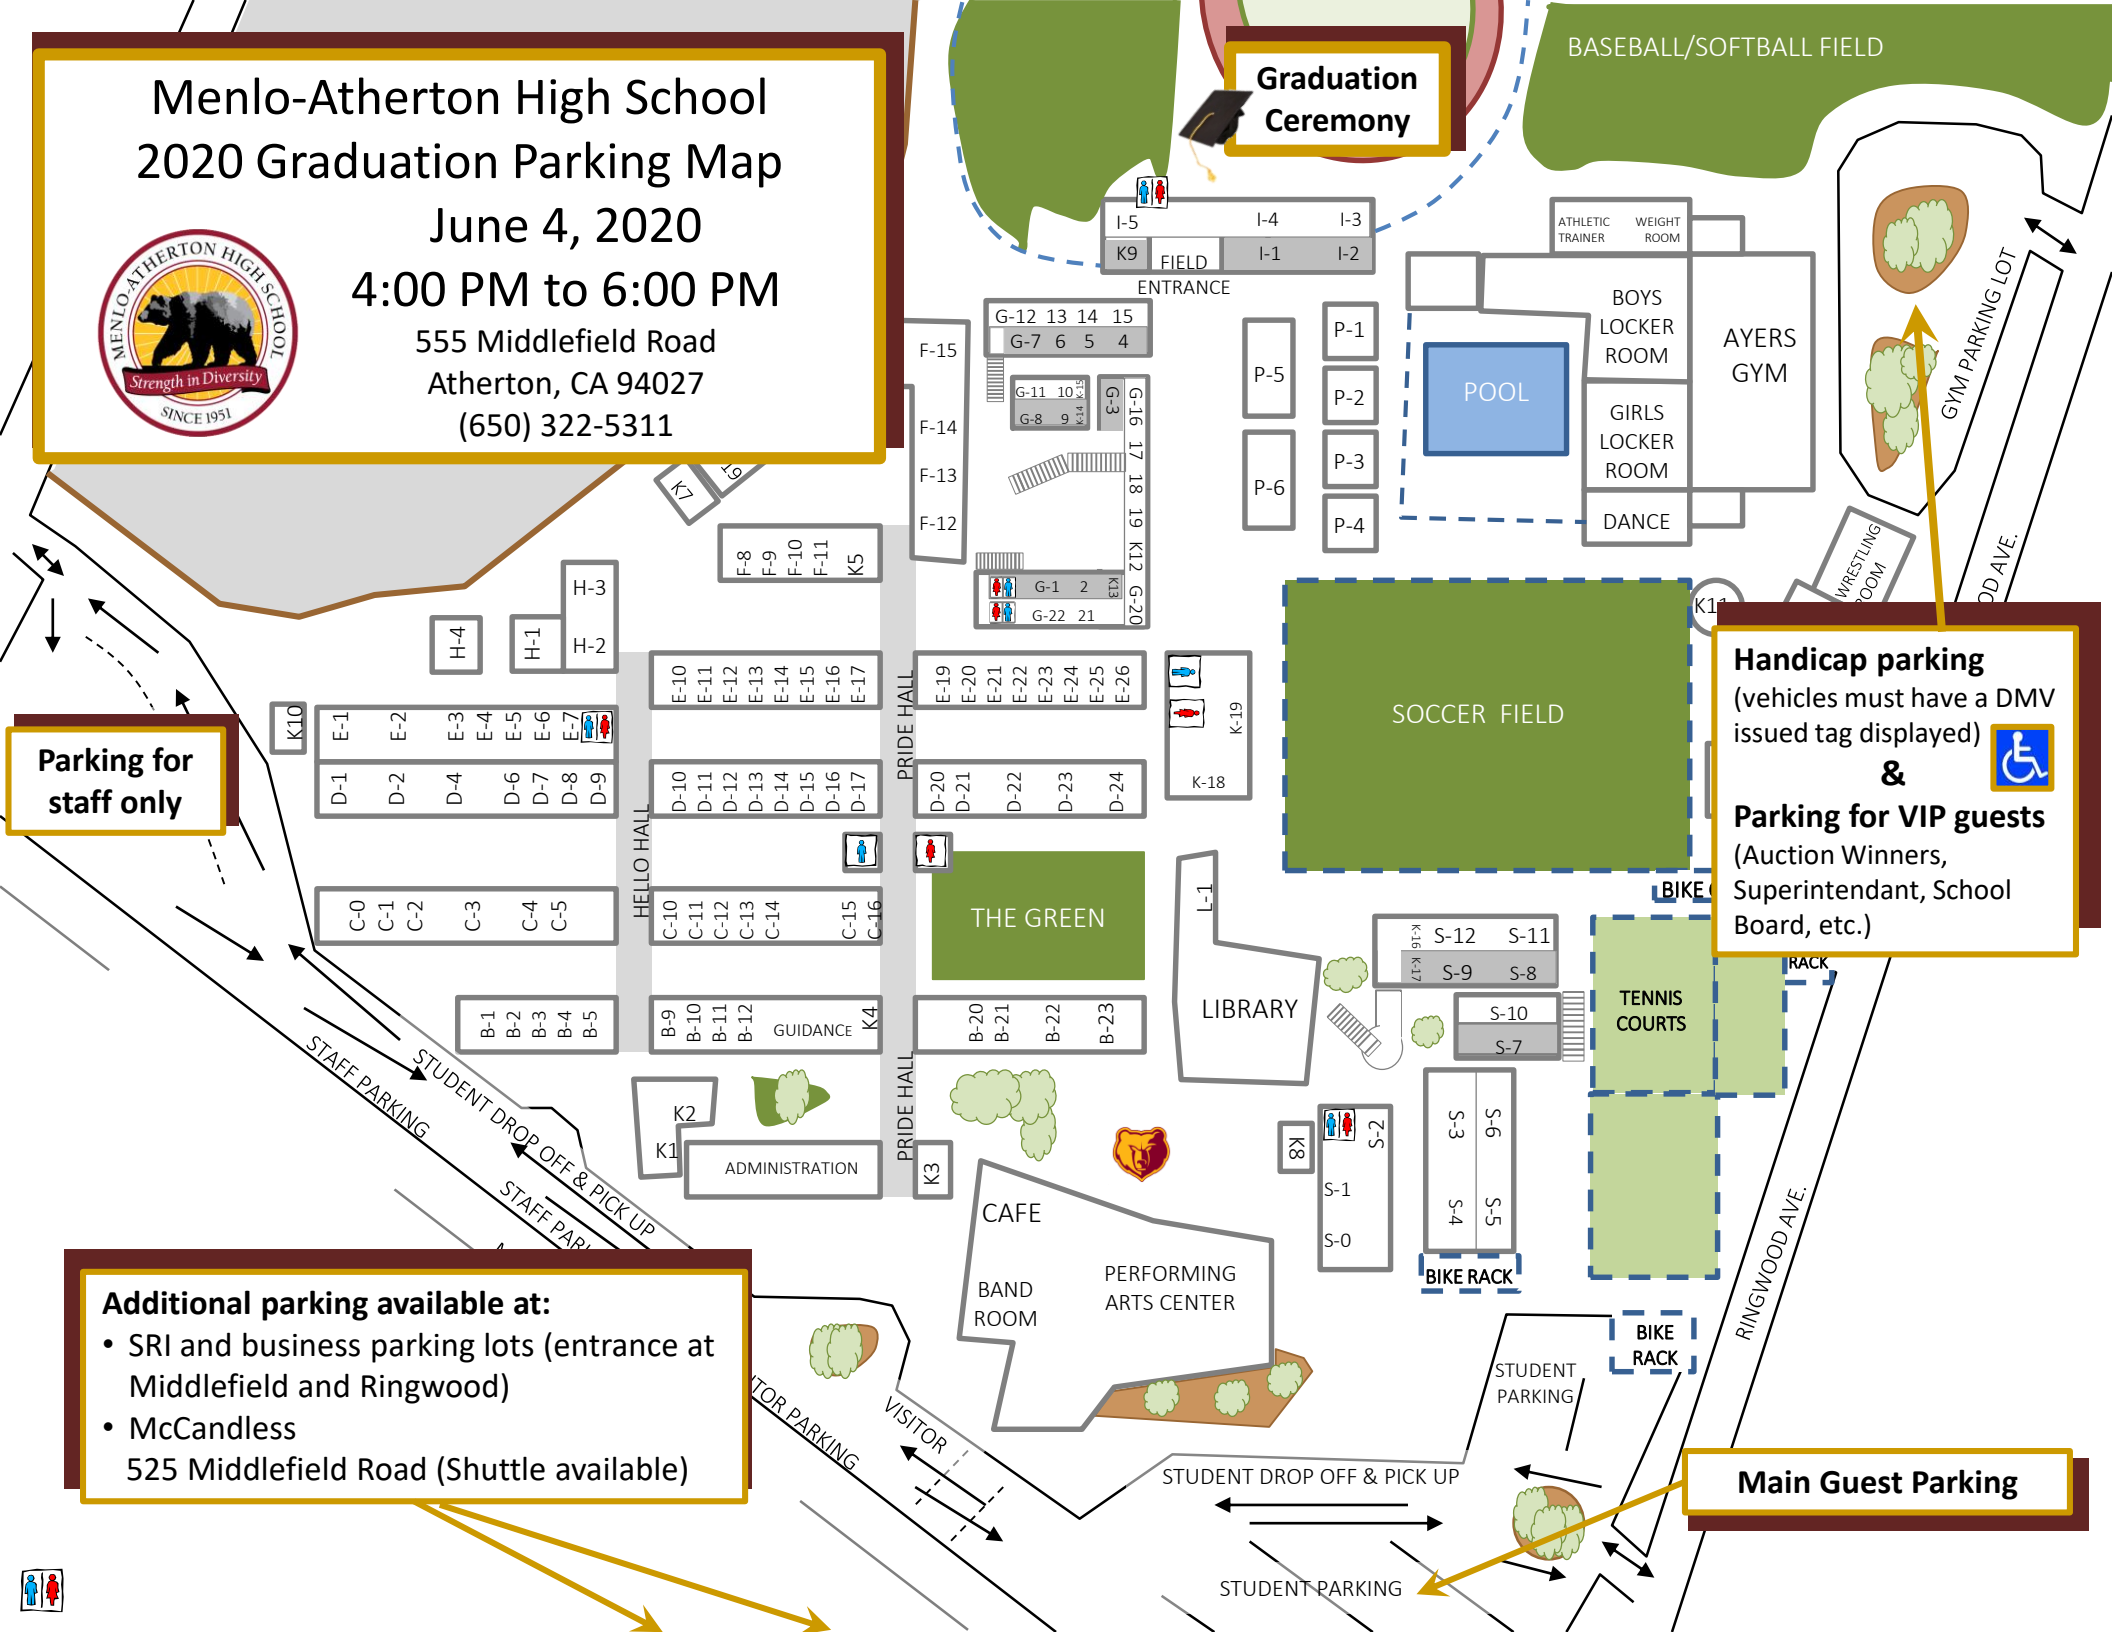 Menlo-Atherton High School
2020 Graduation Parking Map
June 4, 2020
4:00 PM to 6:00 PM
555 Middlefield Road
Atherton, CA 94027
(650) 322-5311
MENLO-ATHERTON HIGH SCHOOL
Strength in Diversity
SINCE 1951
Graduation
Ceremony
BASEBALL/SOFTBALL FIELD
I-5 I-4 I-3
K9 FIELD I-1 I-2
ENTRANCE
ATHLETIC
TRAINER
WEIGHT
ROOM
BOYS
LOCKER
ROOM
GIRLS
LOCKER
ROOM
DANCE
AYERS
GYM
POOL
GYM PARKING LOT
WRESTLING
ROOM
OD AVE.
K11
P-1
P-2
P-3
P-4
P-5
P-6
G-12 13 14 15
G-7 6 5 4
G-11 10 K-15
G-8 9 K-14
G-3
G-16 17 18 19 K12 G-20
G-1 2 K13
G-22 21
F-15
F-14
F-13
F-12
K7
19
F-8 F-9 F-10 F-11 K5
H-3
H-2
H-1
H-4
K10
E-1 E-2 E-3 E-4 E-5 E-6 E-7
D-1 D-2 D-4 D-6 D-7 D-8 D-9
E-10 E-11 E-12 E-13 E-14 E-15 E-16 E-17
E-19 E-20 E-21 E-22 E-23 E-24 E-25 E-26
D-10 D-11 D-12 D-13 D-14 D-15 D-16 D-17
D-20 D-21 D-22 D-23 D-24
PRIDE HALL
HELLO HALL
K-19
K-18
SOCCER FIELD
Handicap parking
(vehicles must have a DMV
issued tag displayed)
&
Parking for VIP guests
(Auction Winners,
Superintendant, School
Board, etc.)
Parking for
staff only
C-0 C-1 C-2 C-3 C-4 C-5
C-10 C-11 C-12 C-13 C-14 C-15 C-16
THE GREEN
L-1
LIBRARY
BIKE
RACK
K-16 S-12 S-11
K-17 S-9 S-8
S-10
S-7
TENNIS
COURTS
B-1 B-2 B-3 B-4 B-5
B-9 B-10 B-11 B-12 GUIDANCE K4
B-20 B-21 B-22 B-23
PRIDE HALL
K2
K1
ADMINISTRATION
K3
K8
S-2
S-1
S-0
S-3 S-6
S-4 S-5
BIKE RACK
CAFE
BAND
ROOM
PERFORMING
ARTS CENTER
STAFF PARKING
STUDENT DROP OFF & PICK UP
STAFF PAR
Additional parking available at:
• SRI and business parking lots (entrance at
Middlefield and Ringwood)
• McCandless
525 Middlefield Road (Shuttle available)
ITOR PARKING
VISITOR
STUDENT DROP OFF & PICK UP
STUDENT PARKING
STUDENT
PARKING
BIKE
RACK
RINGWOOD AVE.
Main Guest Parking